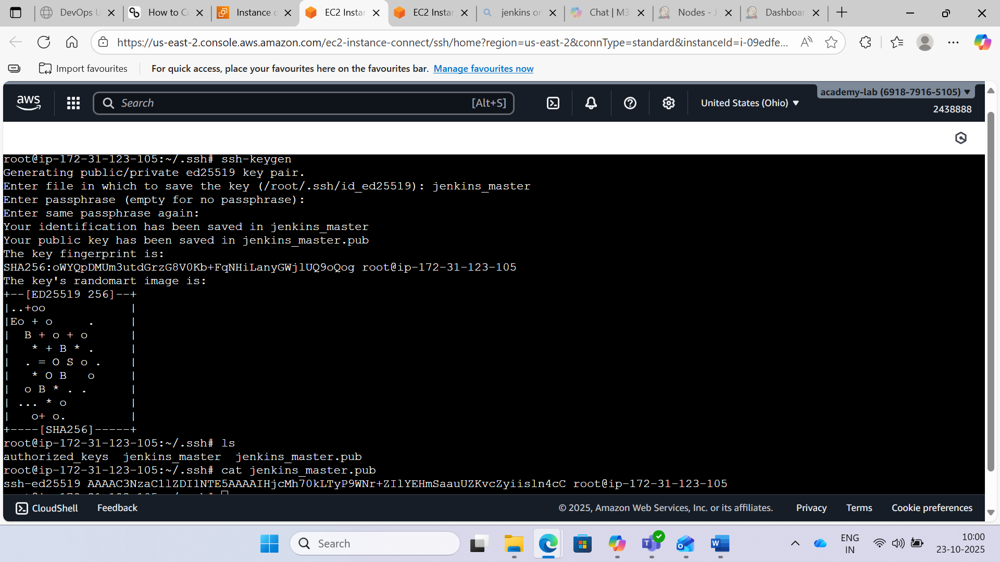 DevOps U
How to Co
Instance c
EC2 Instan
EC2 Instan
jenkins on
Chat | M3
Nodes - J
Dashboar
https://us-east-2.console.aws.amazon.com/ec2-instance-connect/ssh/home?region=us-east-2&connType=standard&instanceId=i-09edfe...
Import favourites
For quick access, place your favourites here on the favourites bar. Manage favourites now
aws
Search
[Alt+S]
United States (Ohio)
academy-lab (6918-7916-5105)
2438888
root@ip-172-31-123-105:~/.ssh# ssh-keygen
Generating public/private ed25519 key pair.
Enter file in which to save the key (/root/.ssh/id_ed25519): jenkins_master
Enter passphrase (empty for no passphrase):
Enter same passphrase again:
Your identification has been saved in jenkins_master
Your public key has been saved in jenkins_master.pub
The key fingerprint is:
SHA256:oWYQpDMUm3utdGrzG8V0Kb+FqNHiLanyGWjlUQ9oQog root@ip-172-31-123-105
The key's randomart image is:
+--[ED25519 256]--+
|..+oo            |
|Eo + o     .     |
|  B + o + o      |
|   * + B * .     |
|  . = O S o .    |
|   * O B   o     |
|  o B * . .      |
| ... * o         |
|   o+ o.         |
+----[SHA256]-----+
root@ip-172-31-123-105:~/.ssh# ls
authorized_keys  jenkins_master  jenkins_master.pub
root@ip-172-31-123-105:~/.ssh# cat jenkins_master.pub
ssh-ed25519 AAAAC3NzaC1lZDI1NTE5AAAAIHjcMh70kLTyP9WNr+ZIlYEHmSaauUZKvcZyiisln4cC root@ip-172-31-123-105
CloudShell
Feedback
© 2025, Amazon Web Services, Inc. or its affiliates.
Privacy
Terms
Cookie preferences
Search
ENG
IN
10:00
23-10-2025